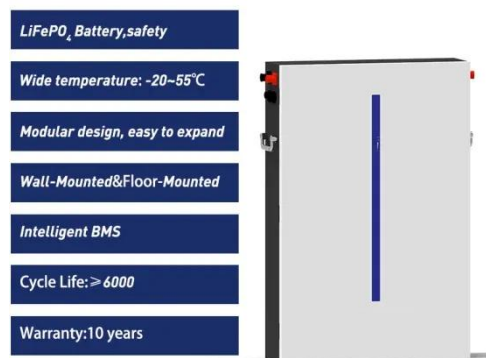 LiFePO₄ Battery,safety
Wide temperature: -20~55℃
Modular design, easy to expand
Wall-Mounted&Floor-Mounted
Intelligent BMS
Cycle Life:≥6000
Warranty:10 years